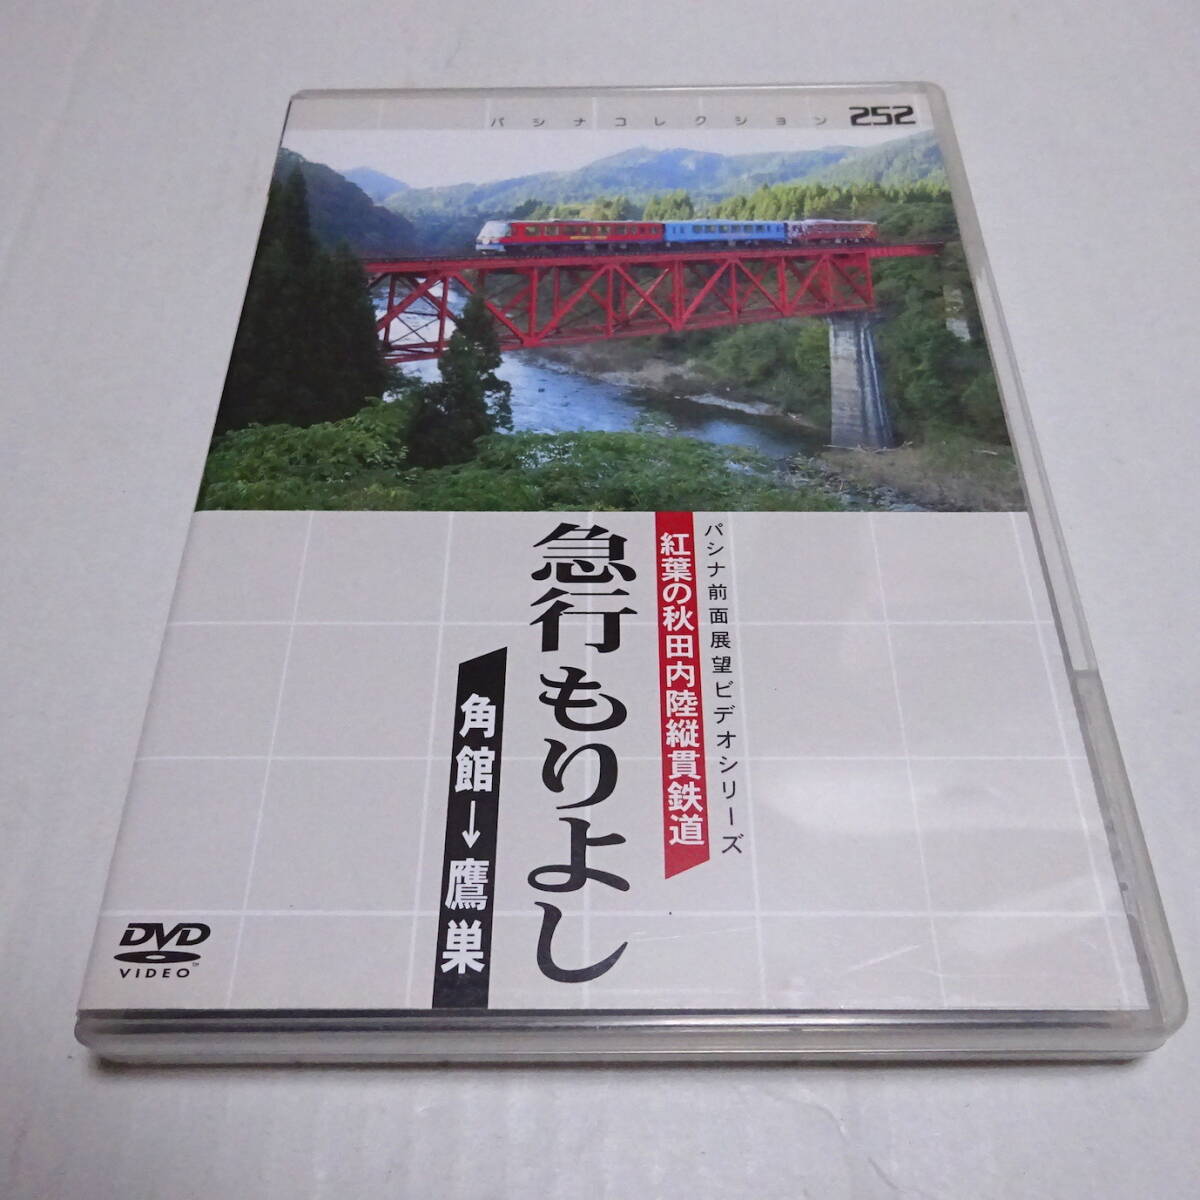 パシナコレクション 252
パシナ前面展望ビデオシリーズ
紅葉の秋田内陸縦貫鉄道
急行もりよし
角館→鷹巣
DVD
VIDEO
TM